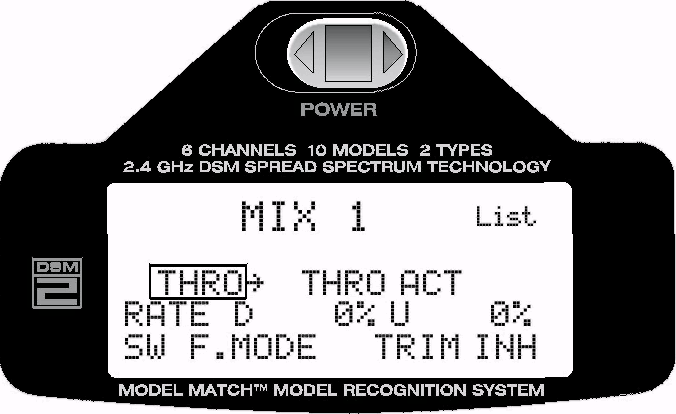 POWER
6 CHANNELS 10 MODELS 2 TYPES
2.4 GHz DSM SPREAD SPECTRUM TECHNOLOGY
MIX 1 List
THRO→ THRO ACT
RATE D 0% U 0%
SW F.MODE TRIM INH
DSM
2
MODEL MATCH™ MODEL RECOGNITION SYSTEM